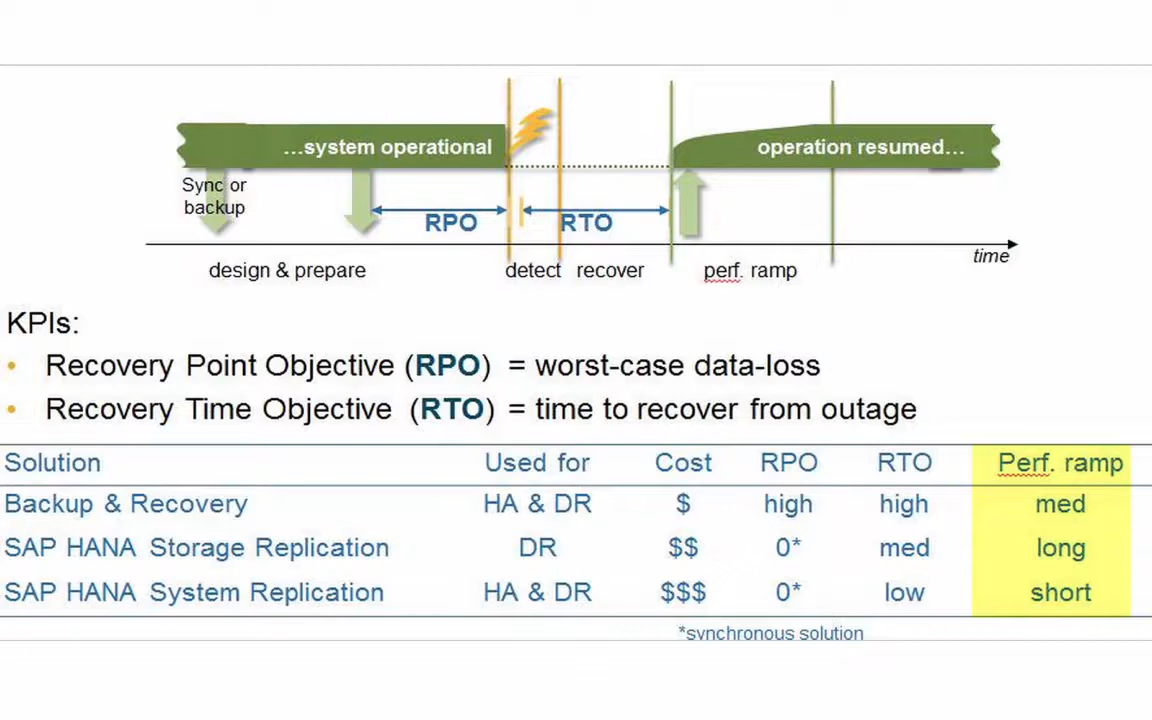 …system operational
operation resumed…
Sync or
backup
RPO
RTO
time
design & prepare
detect
recover
perf. ramp
KPIs:
• Recovery Point Objective (RPO) = worst-case data-loss
• Recovery Time Objective (RTO) = time to recover from outage
Solution Used for Cost RPO RTO Perf. ramp
Backup & Recovery HA & DR $ high high med
SAP HANA Storage Replication DR $$ 0* med long
SAP HANA System Replication HA & DR $$$ 0* low short
*synchronous solution